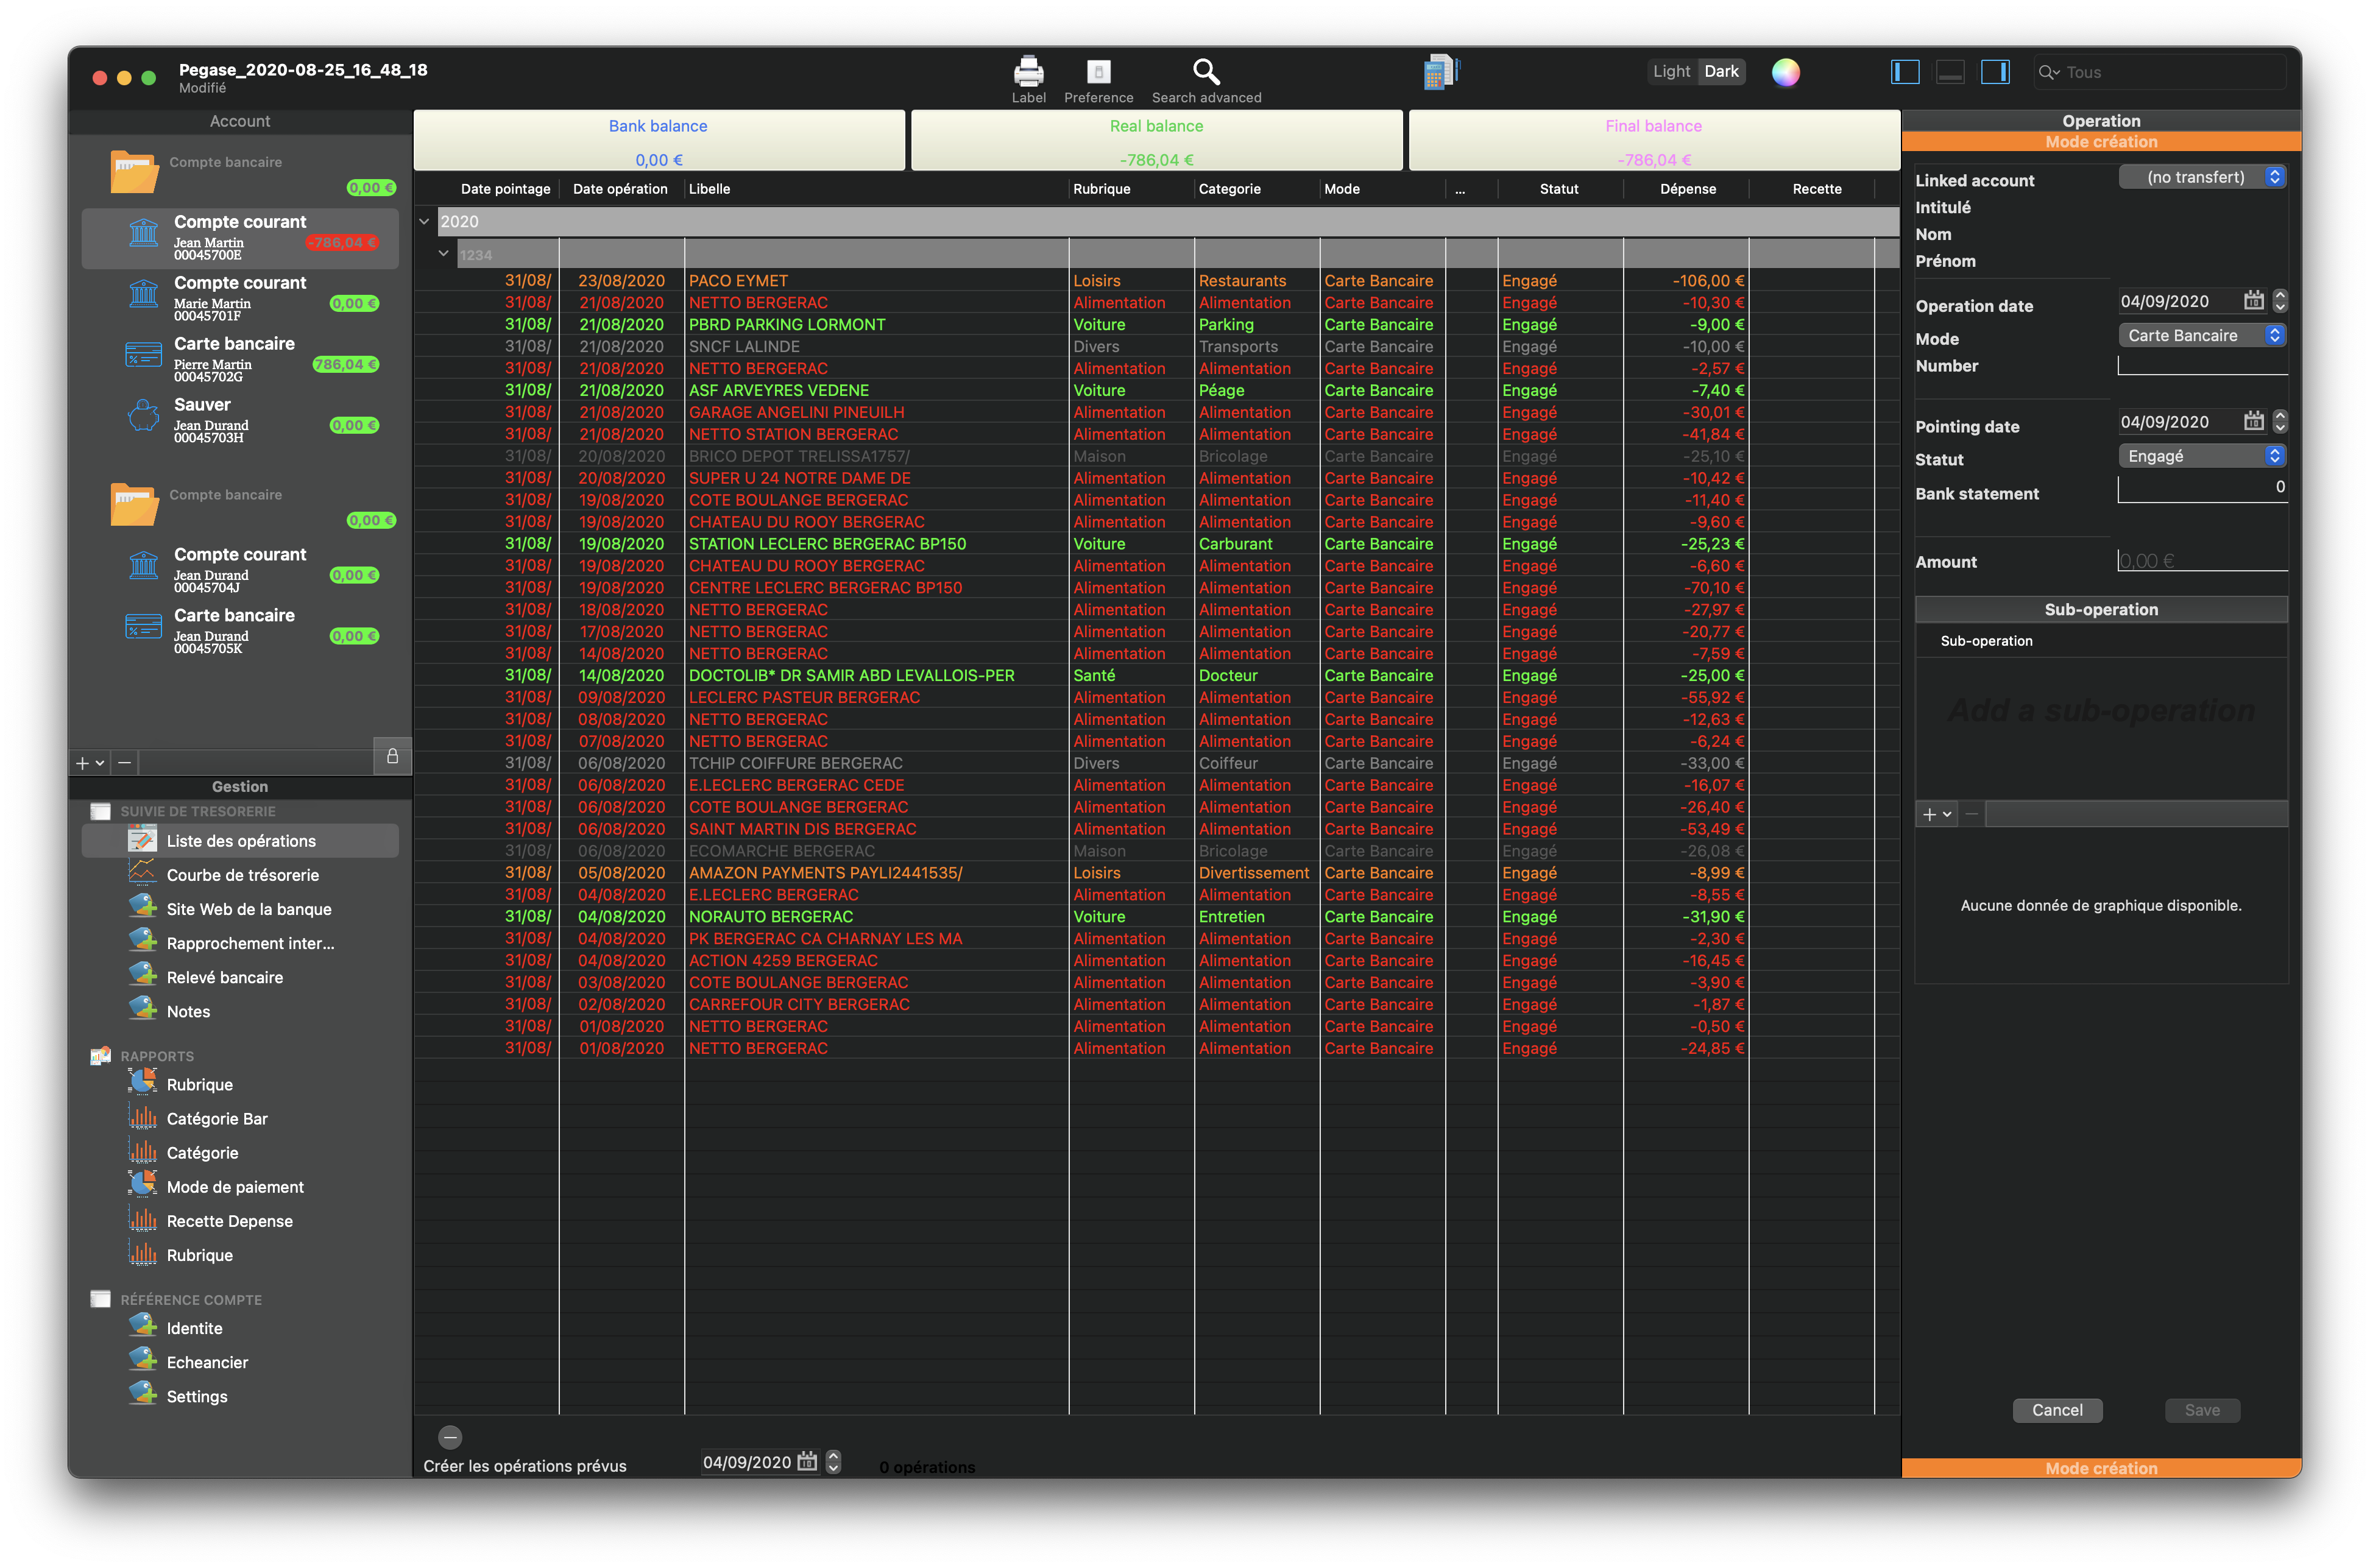 Pegase_2020-08-25_16_48_18
Modifié
Label
Preference
Search advanced
Light Dark
Tous
Account
Compte bancaire
0,00 €
Compte courant
Jean Martin
00045700E
-786,04 €
Compte courant
Marie Martin
00045701F
0,00 €
Carte bancaire
Pierre Martin
00045702G
786,04 €
Sauver
Jean Durand
00045703H
0,00 €
Compte bancaire
0,00 €
Compte courant
Jean Durand
00045704J
0,00 €
Carte bancaire
Jean Durand
00045705K
0,00 €
Gestion
SUIVIE DE TRESORERIE
Liste des opérations
Courbe de trésorerie
Site Web de la banque
Rapprochement inter...
Relevé bancaire
Notes
RAPPORTS
Rubrique
Catégorie Bar
Catégorie
Mode de paiement
Recette Depense
Rubrique
RÉFÉRENCE COMPTE
Identite
Echeancier
Settings
Bank balance
0,00 €
Real balance
-786,04 €
Final balance
-786,04 €
Date pointage Date opération Libelle Rubrique Categorie Mode ... Statut Dépense Recette
2020
1234
31/08/ 23/08/2020 PACO EYMET Loisirs Restaurants Carte Bancaire Engagé -106,00 €
31/08/ 21/08/2020 NETTO BERGERAC Alimentation Alimentation Carte Bancaire Engagé -10,30 €
31/08/ 21/08/2020 PBRD PARKING LORMONT Voiture Parking Carte Bancaire Engagé -9,00 €
31/08/ 21/08/2020 SNCF LALINDE Divers Transports Carte Bancaire Engagé -10,00 €
31/08/ 21/08/2020 NETTO BERGERAC Alimentation Alimentation Carte Bancaire Engagé -2,57 €
31/08/ 21/08/2020 ASF ARVEYRES VEDENE Voiture Péage Carte Bancaire Engagé -7,40 €
31/08/ 21/08/2020 GARAGE ANGELINI PINEUILH Alimentation Alimentation Carte Bancaire Engagé -30,01 €
31/08/ 21/08/2020 NETTO STATION BERGERAC Alimentation Alimentation Carte Bancaire Engagé -41,84 €
31/08/ 20/08/2020 BRICO DEPOT TRELISSA1757/ Maison Bricolage Carte Bancaire Engagé -25,10 €
31/08/ 20/08/2020 SUPER U 24 NOTRE DAME DE Alimentation Alimentation Carte Bancaire Engagé -10,42 €
31/08/ 19/08/2020 COTE BOULANGE BERGERAC Alimentation Alimentation Carte Bancaire Engagé -11,40 €
31/08/ 19/08/2020 CHATEAU DU ROOY BERGERAC Alimentation Alimentation Carte Bancaire Engagé -9,60 €
31/08/ 19/08/2020 STATION LECLERC BERGERAC BP150 Voiture Carburant Carte Bancaire Engagé -25,23 €
31/08/ 19/08/2020 CHATEAU DU ROOY BERGERAC Alimentation Alimentation Carte Bancaire Engagé -6,60 €
31/08/ 19/08/2020 CENTRE LECLERC BERGERAC BP150 Alimentation Alimentation Carte Bancaire Engagé -70,10 €
31/08/ 18/08/2020 NETTO BERGERAC Alimentation Alimentation Carte Bancaire Engagé -27,97 €
31/08/ 17/08/2020 NETTO BERGERAC Alimentation Alimentation Carte Bancaire Engagé -20,77 €
31/08/ 14/08/2020 NETTO BERGERAC Alimentation Alimentation Carte Bancaire Engagé -7,59 €
31/08/ 14/08/2020 DOCTOLIB* DR SAMIR ABD LEVALLOIS-PER Santé Docteur Carte Bancaire Engagé -25,00 €
31/08/ 09/08/2020 LECLERC PASTEUR BERGERAC Alimentation Alimentation Carte Bancaire Engagé -55,92 €
31/08/ 08/08/2020 NETTO BERGERAC Alimentation Alimentation Carte Bancaire Engagé -12,63 €
31/08/ 07/08/2020 NETTO BERGERAC Alimentation Alimentation Carte Bancaire Engagé -6,24 €
31/08/ 06/08/2020 TCHIP COIFFURE BERGERAC Divers Coiffeur Carte Bancaire Engagé -33,00 €
31/08/ 06/08/2020 E.LECLERC BERGERAC CEDE Alimentation Alimentation Carte Bancaire Engagé -16,07 €
31/08/ 06/08/2020 COTE BOULANGE BERGERAC Alimentation Alimentation Carte Bancaire Engagé -26,40 €
31/08/ 06/08/2020 SAINT MARTIN DIS BERGERAC Alimentation Alimentation Carte Bancaire Engagé -53,49 €
31/08/ 06/08/2020 ECOMARCHE BERGERAC Maison Bricolage Carte Bancaire Engagé -26,08 €
31/08/ 05/08/2020 AMAZON PAYMENTS PAYLI2441535/ Loisirs Divertissement Carte Bancaire Engagé -8,99 €
31/08/ 04/08/2020 E.LECLERC BERGERAC Alimentation Alimentation Carte Bancaire Engagé -8,55 €
31/08/ 04/08/2020 NORAUTO BERGERAC Voiture Entretien Carte Bancaire Engagé -31,90 €
31/08/ 04/08/2020 PK BERGERAC CA CHARNAY LES MA Alimentation Alimentation Carte Bancaire Engagé -2,30 €
31/08/ 04/08/2020 ACTION 4259 BERGERAC Alimentation Alimentation Carte Bancaire Engagé -16,45 €
31/08/ 03/08/2020 COTE BOULANGE BERGERAC Alimentation Alimentation Carte Bancaire Engagé -3,90 €
31/08/ 02/08/2020 CARREFOUR CITY BERGERAC Alimentation Alimentation Carte Bancaire Engagé -1,87 €
31/08/ 01/08/2020 NETTO BERGERAC Alimentation Alimentation Carte Bancaire Engagé -0,50 €
31/08/ 01/08/2020 NETTO BERGERAC Alimentation Alimentation Carte Bancaire Engagé -24,85 €
Créer les opérations prévus 04/09/2020 0 opérations
Operation
Mode création
Linked account (no transfert)
Intitulé
Nom
Prénom
Operation date 04/09/2020
Mode Carte Bancaire
Number
Pointing date 04/09/2020
Statut Engagé
Bank statement 0
Amount 0,00 €
Sub-operation
Sub-operation
Add a sub-operation
Aucune donnée de graphique disponible.
Cancel Save
Mode création